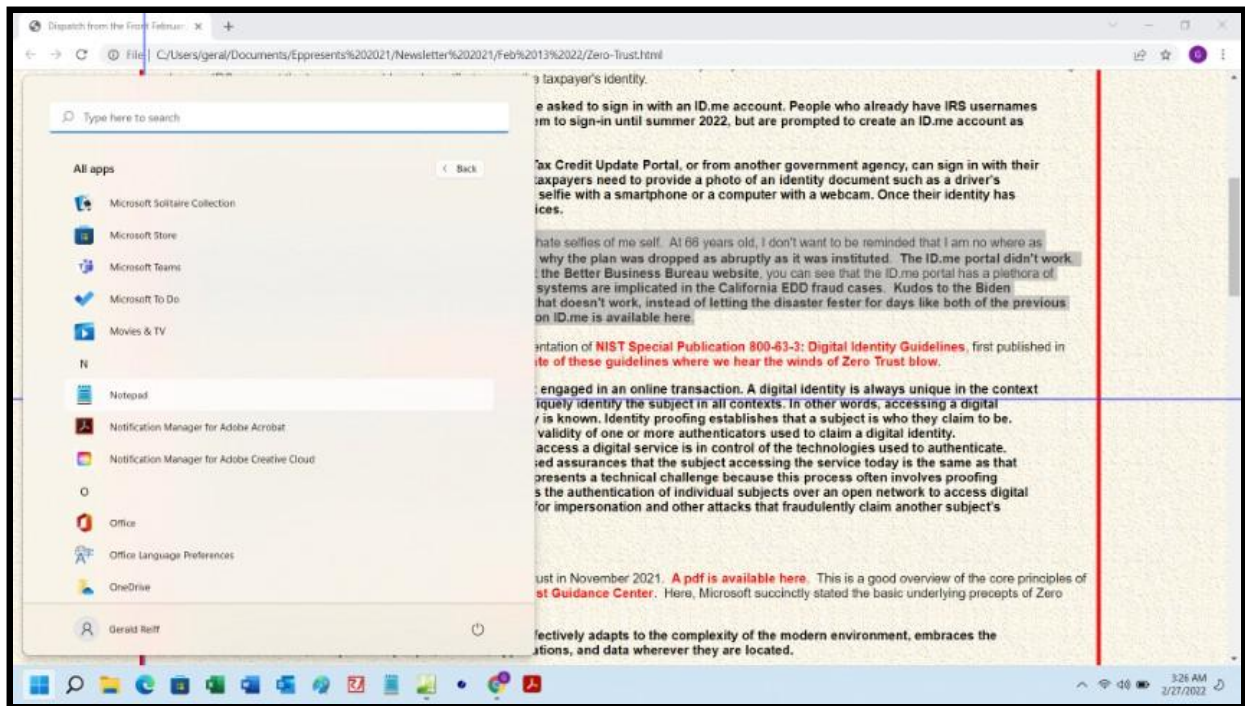 Dispatch from the Front Februar
File | C:/Users/geral/Documents/Eppresents%202021/Newsletter%202021/Feb%2013%2022/Zero-Trust.html
G
taxpayer's identity.
e asked to sign in with an ID.me account. People who already have IRS usernames
em to sign-in until summer 2022, but are prompted to create an ID.me account as
Type here to search
All apps
Back
Microsoft Solitaire Collection
Microsoft Store
Microsoft Teams
Microsoft To Do
Movies & TV
N
Notepad
Notification Manager for Adobe Acrobat
Notification Manager for Adobe Creative Cloud
O
Office
Office Language Preferences
OneDrive
Gerald Reiff
Tax Credit Update Portal, or from another government agency, can sign in with their
taxpayers need to provide a photo of an identity document such as a driver's
selfie with a smartphone or a computer with a webcam. Once their identity has
ices.
hate selfies of me self. At 66 years old, I don't want to be reminded that I am no where as
why the plan was dropped as abruptly as it was instituted. The ID.me portal didn't work.
the Better Business Bureau website, you can see that the ID.me portal has a plethora of
systems are implicated in the California EDD fraud cases. Kudos to the Biden
hat doesn't work, instead of letting the disaster fester for days like both of the previous
on ID.me is available here.
entation of NIST Special Publication 800-63-3: Digital Identity Guidelines, first published in
te of these guidelines where we hear the winds of Zero Trust blow.
engaged in an online transaction. A digital identity is always unique in the context
iquely identify the subject in all contexts. In other words, accessing a digital
y is known. Identity proofing establishes that a subject is who they claim to be.
validity of one or more authenticators used to claim a digital identity.
access a digital service is in control of the technologies used to authenticate.
sed assurances that the subject accessing the service today is the same as that
presents a technical challenge because this process often involves proofing
s the authentication of individual subjects over an open network to access digital
for impersonation and other attacks that fraudulently claim another subject's
ust in November 2021. A pdf is available here. This is a good overview of the core principles of
st Guidance Center. Here, Microsoft succinctly stated the basic underlying precepts of Zero
fectively adapts to the complexity of the modern environment, embraces the
ations, and data wherever they are located.
3:26 AM
2/27/2022